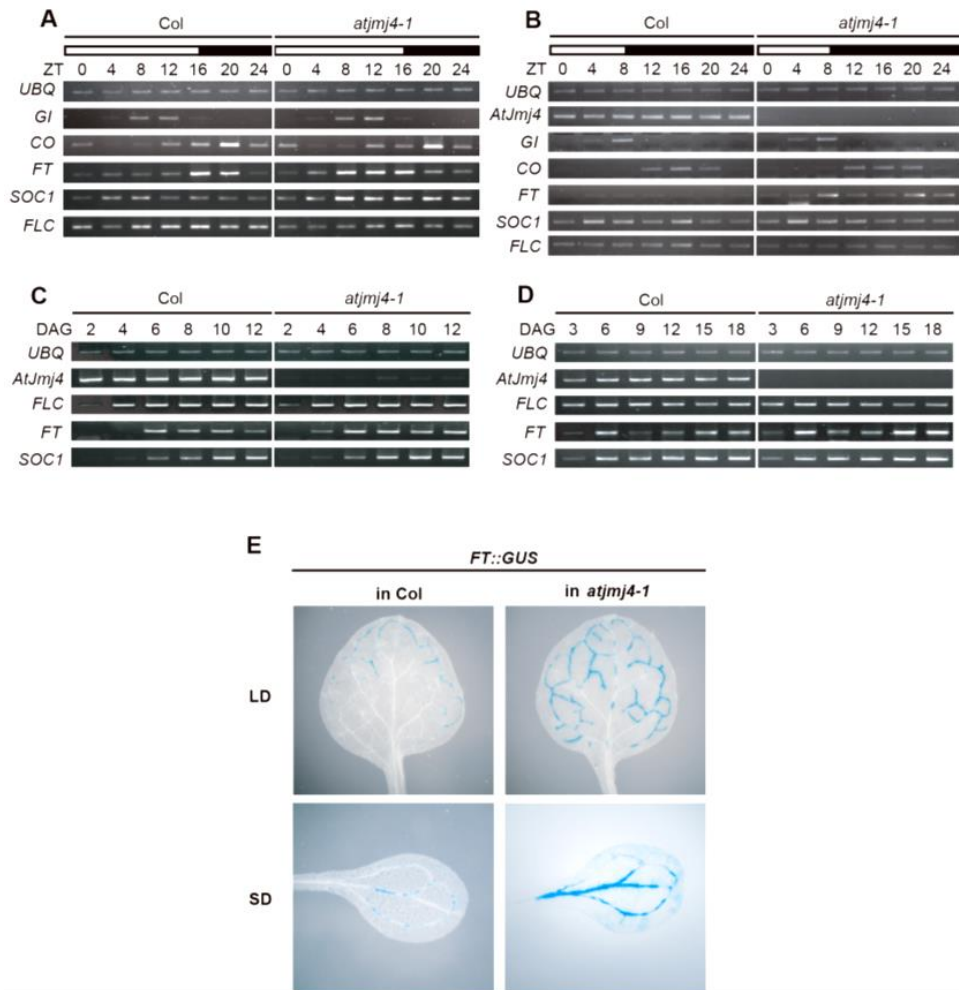 A
Col
atjmj4-1
ZT 0 4 8 12 16 20 24 0 4 8 12 16 20 24
UBQ
GI
CO
FT
SOC1
FLC
B
Col
atjmj4-1
ZT 0 4 8 12 16 20 24 0 4 8 12 16 20 24
UBQ
AtJmj4
GI
CO
FT
SOC1
FLC
C
Col
atjmj4-1
DAG 2 4 6 8 10 12 2 4 6 8 10 12
UBQ
AtJmj4
FLC
FT
SOC1
D
Col
atjmj4-1
DAG 3 6 9 12 15 18 3 6 9 12 15 18
UBQ
AtJmj4
FLC
FT
SOC1
E
FT::GUS
in Col
in atjmj4-1
LD
SD